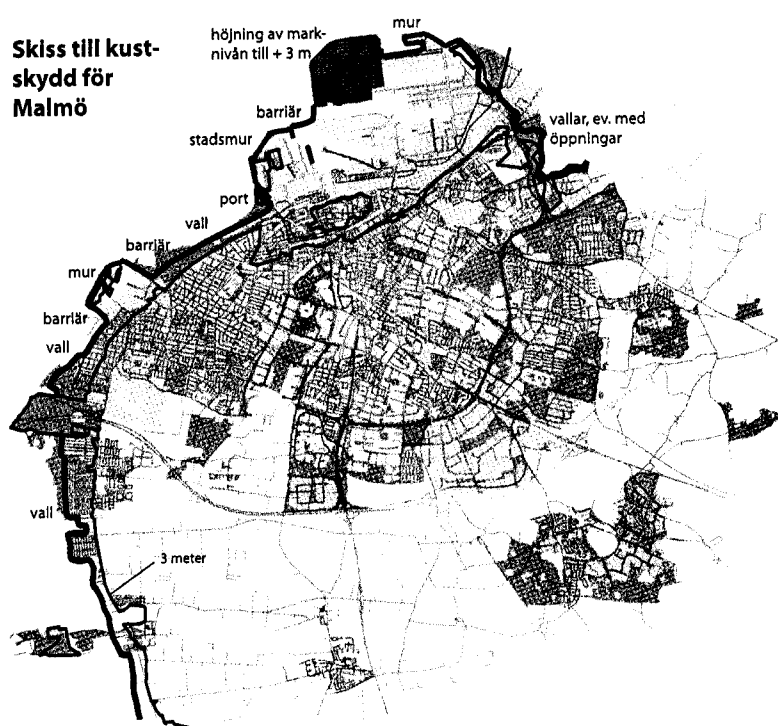 Skiss till kust-
skydd för
Malmö
höjning av mark-
nivån till + 3 m
mur
barriär
stadsmur
vallar, ev. med
öppningar
port
vall
barriär
mur
barriär
vall
vall
3 meter